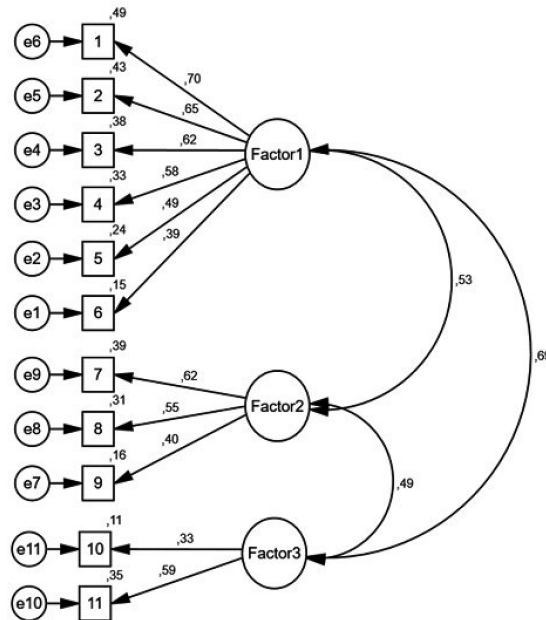 ,49
e6 1
,70
,43
e5 2
,65
,38
e4 3
,62
Factor1
,33
e3 4
,58
,49
,24
e2 5
,39
,15
e1 6
,53
,39
e9 7
,62
,31
e8 8
,55
Factor2
,16
e7 9
,40
,49
,11
e11 10
,33
Factor3
,35
e10 11
,59